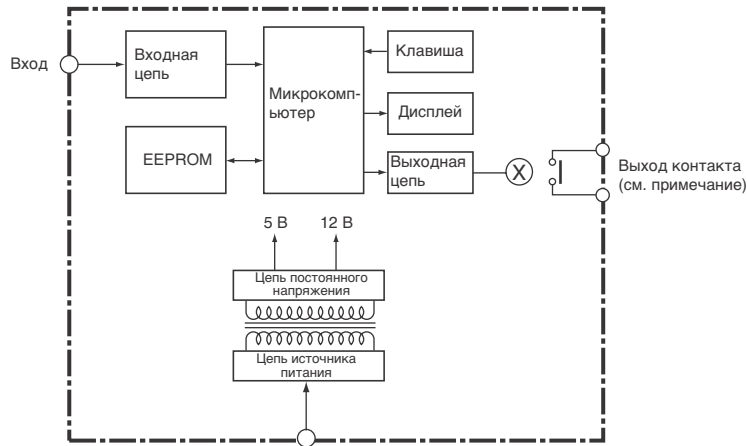 Вход
Входная
цепь
Микрокомп-
ьютер
Клавиша
Дисплей
EEPROM
Выходная
цепь
X
Выход контакта
(см. примечание)
5 В
12 В
Цепь постоянного
напряжения
Цепь источника
питания